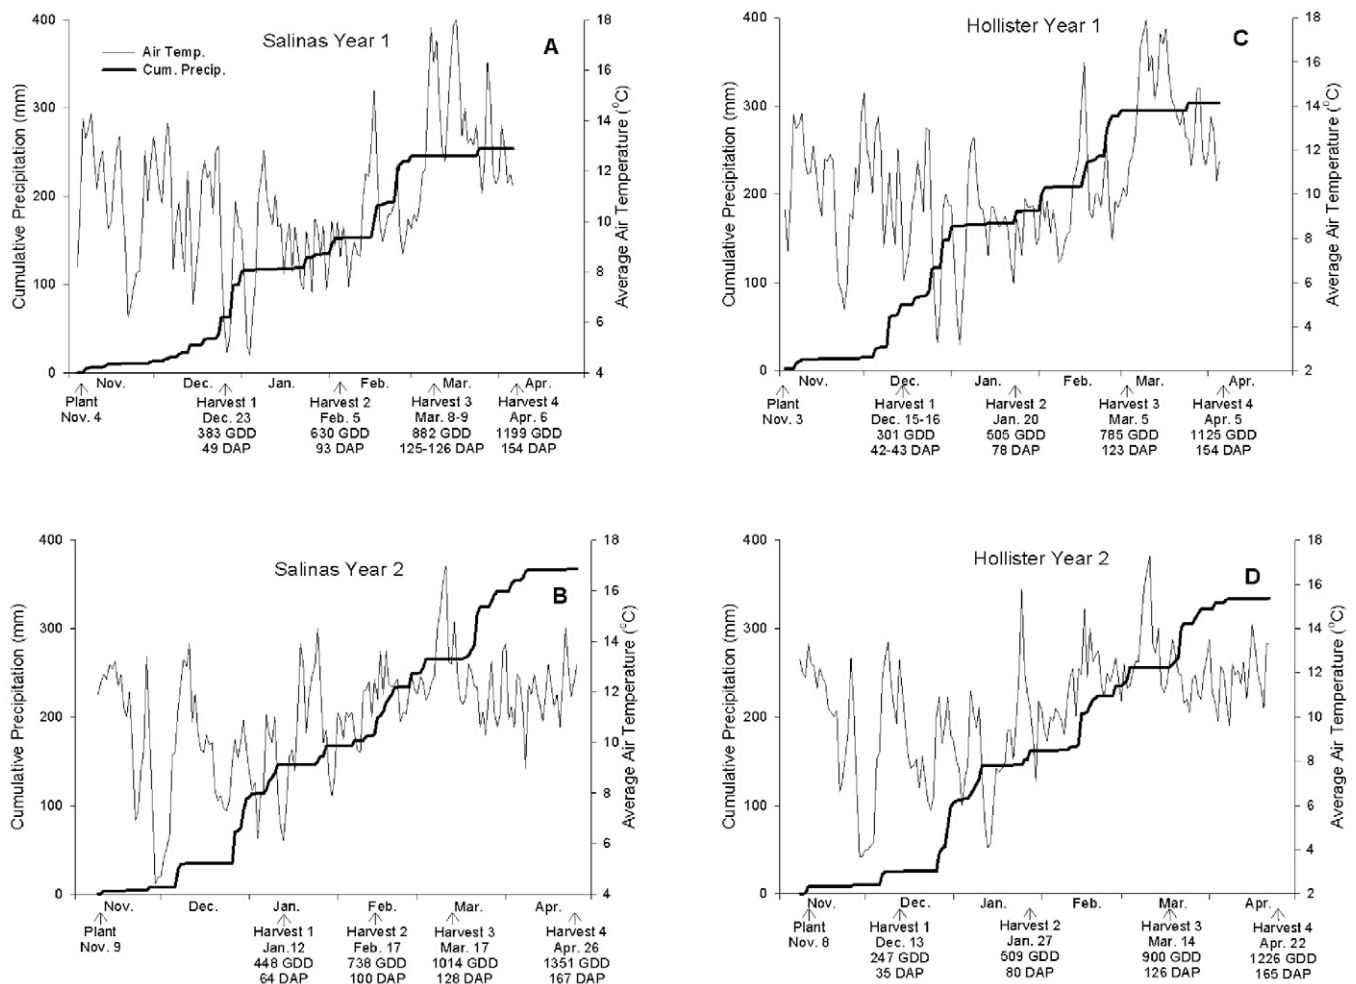 Salinas Year 1
A
Air Temp.
Cum. Precip.
Cumulative Precipitation (mm)
400
300
200
100
0
Average Air Temperature (°C)
18
16
14
12
10
8
6
4
Nov. Dec. Jan. Feb. Mar. Apr.
Plant Harvest 1 Harvest 2 Harvest 3 Harvest 4
Nov. 4 Dec. 23 Feb. 5 Mar. 8-9 Apr. 6
383 GDD 630 GDD 882 GDD 1199 GDD
49 DAP 93 DAP 125-126 DAP 154 DAP
Hollister Year 1
C
Cumulative Precipitation (mm)
400
300
200
100
0
Average Air Temperature (°C)
18
16
14
12
10
8
6
4
2
Nov. Dec. Jan. Feb. Mar. Apr.
Plant Harvest 1 Harvest 2 Harvest 3 Harvest 4
Nov. 3 Dec. 15-16 Jan. 20 Mar. 5 Apr. 5
301 GDD 505 GDD 785 GDD 1125 GDD
42-43 DAP 78 DAP 123 DAP 154 DAP
Salinas Year 2
B
Cumulative Precipitation (mm)
400
300
200
100
0
Average Air Temperature (°C)
18
16
14
12
10
8
6
4
Nov. Dec. Jan. Feb. Mar. Apr.
Plant Harvest 1 Harvest 2 Harvest 3 Harvest 4
Nov. 9 Jan.12 Feb. 17 Mar. 17 Apr. 26
448 GDD 738 GDD 1014 GDD 1351 GDD
64 DAP 100 DAP 128 DAP 167 DAP
Hollister Year 2
D
Cumulative Precipitation (mm)
400
300
200
100
0
Average Air Temperature (°C)
18
16
14
12
10
8
6
4
2
Nov. Dec. Jan. Feb. Mar. Apr.
Plant Harvest 1 Harvest 2 Harvest 3 Harvest 4
Nov. 8 Dec. 13 Jan. 27 Mar. 14 Apr. 22
247 GDD 509 GDD 900 GDD 1226 GDD
35 DAP 80 DAP 126 DAP 165 DAP